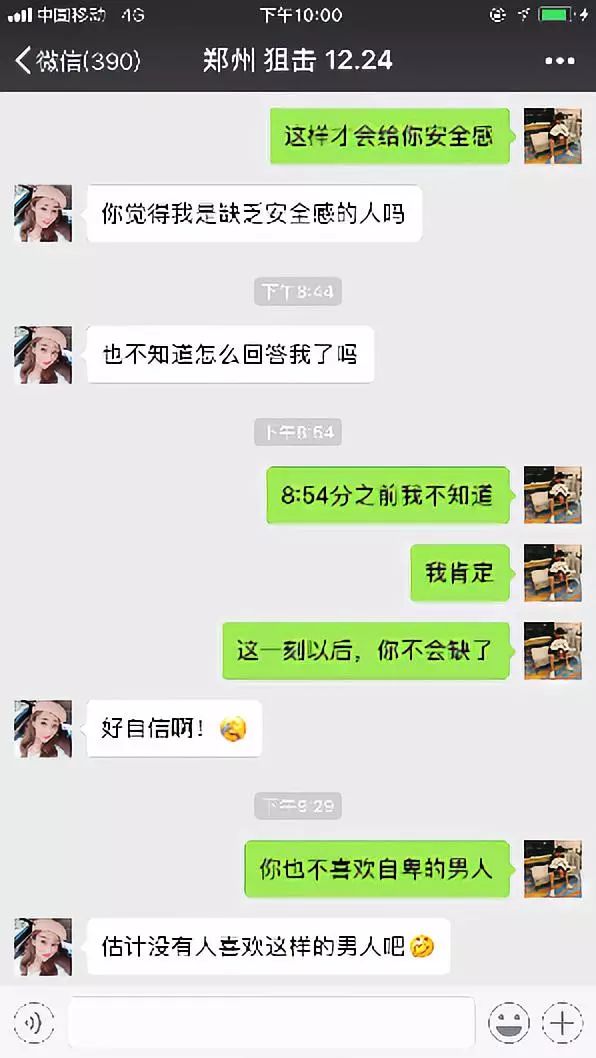 中国移动 4G 下午10:00
微信(390) 郑州 狙击 12.24
这样才会给你安全感
你觉得我是缺乏安全感的人吗
下午8:44
也不知道怎么回答我了吗
下午8:54
8:54分之前我不知道
我肯定
这一刻以后，你不会缺了
好自信啊！
下午9:29
你也不喜欢自卑的男人
估计没有人喜欢这样的男人吧